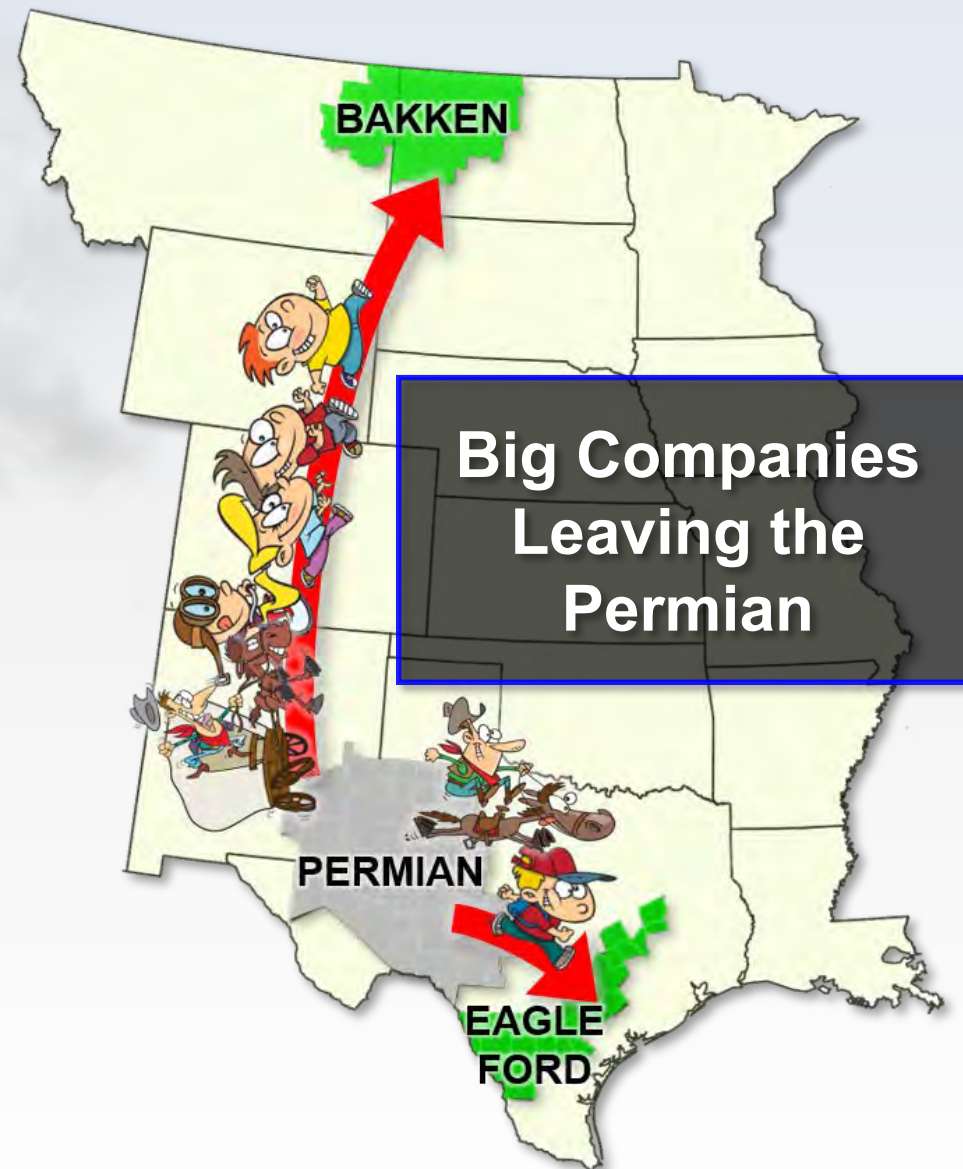 BAKKEN
Big Companies
Leaving the
Permian
PERMIAN
EAGLE
FORD